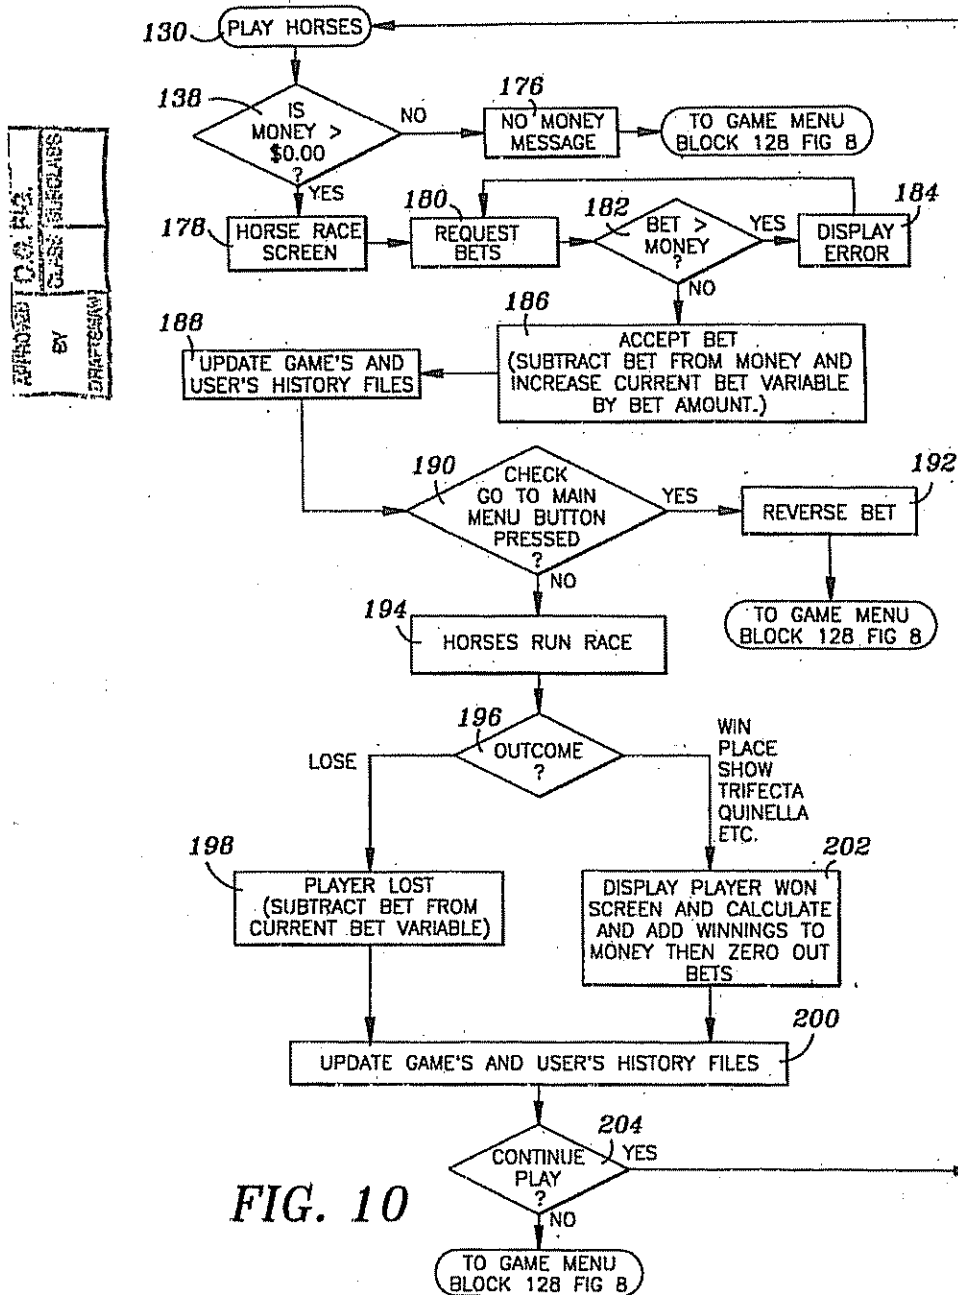 130
PLAY HORSES
138
IS
MONEY >
$0.00
?
NO
176
NO MONEY
MESSAGE
TO GAME MENU
BLOCK 128 FIG 8
YES
178
HORSE RACE
SCREEN
180
REQUEST
BETS
182
BET >
MONEY
?
YES
184
DISPLAY
ERROR
NO
186
ACCEPT BET
(SUBTRACT BET FROM MONEY AND
INCREASE CURRENT BET VARIABLE
BY BET AMOUNT.)
188
UPDATE GAME'S AND
USER'S HISTORY FILES
190
CHECK
GO TO MAIN
MENU BUTTON
PRESSED
?
YES
192
REVERSE BET
TO GAME MENU
BLOCK 128 FIG 8
NO
194
HORSES RUN RACE
196
OUTCOME
?
LOSE
WIN
PLACE
SHOW
TRIFECTA
QUINELLA
ETC.
198
PLAYER LOST
(SUBTRACT BET FROM
CURRENT BET VARIABLE)
202
DISPLAY PLAYER WON
SCREEN AND CALCULATE
AND ADD WINNINGS TO
MONEY THEN ZERO OUT
BETS
200
UPDATE GAME'S AND USER'S HISTORY FILES
204
CONTINUE
PLAY
?
YES
NO
TO GAME MENU
BLOCK 128 FIG 8
FIG. 10
APPROVED
BY
DRAFTSMAN
O.G. FIG.
CLASS
SUBCLASS